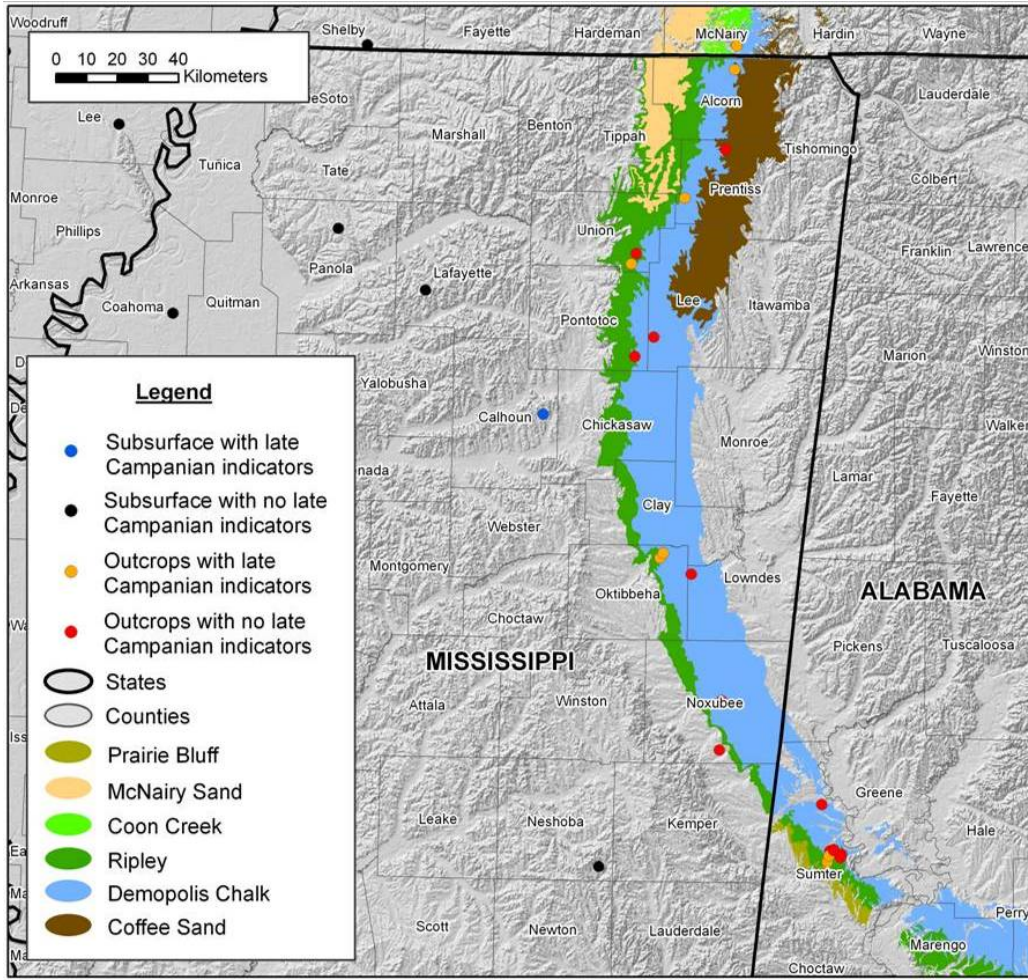 Woodruff
Shelby
Fayette
Hardeman
McNairy
Hardin
Wayne
0 10 20 30 40
Kilometers
DeSoto
Alcorn
Lauderdale
Lee
Marshall
Benton
Tippah
Tishomingo
Tunica
Tate
Colbert
Monroe
Prentiss
Phillips
Union
Franklin
Lawrence
Panola
Lafayette
Arkansas
Quitman
Coahoma
Lee
Itawamba
Pontotoc
Marion
Winston
Yalobusha
Calhoun
Chickasaw
Monroe
Walker
Lamar
Fayette
Clay
Webster
Montgomery
Lowndes
Oktibbeha
ALABAMA
Choctaw
Pickens
Tuscaloosa
MISSISSIPPI
Attala
Winston
Noxubee
Greene
Leake
Neshoba
Kemper
Hale
Sumter
Perry
Scott
Newton
Lauderdale
Marengo
Choctaw
Legend
Subsurface with late
Campanian indicators
Subsurface with no late
Campanian indicators
Outcrops with late
Campanian indicators
Outcrops with no late
Campanian indicators
States
Counties
Prairie Bluff
McNairy Sand
Coon Creek
Ripley
Demopolis Chalk
Coffee Sand